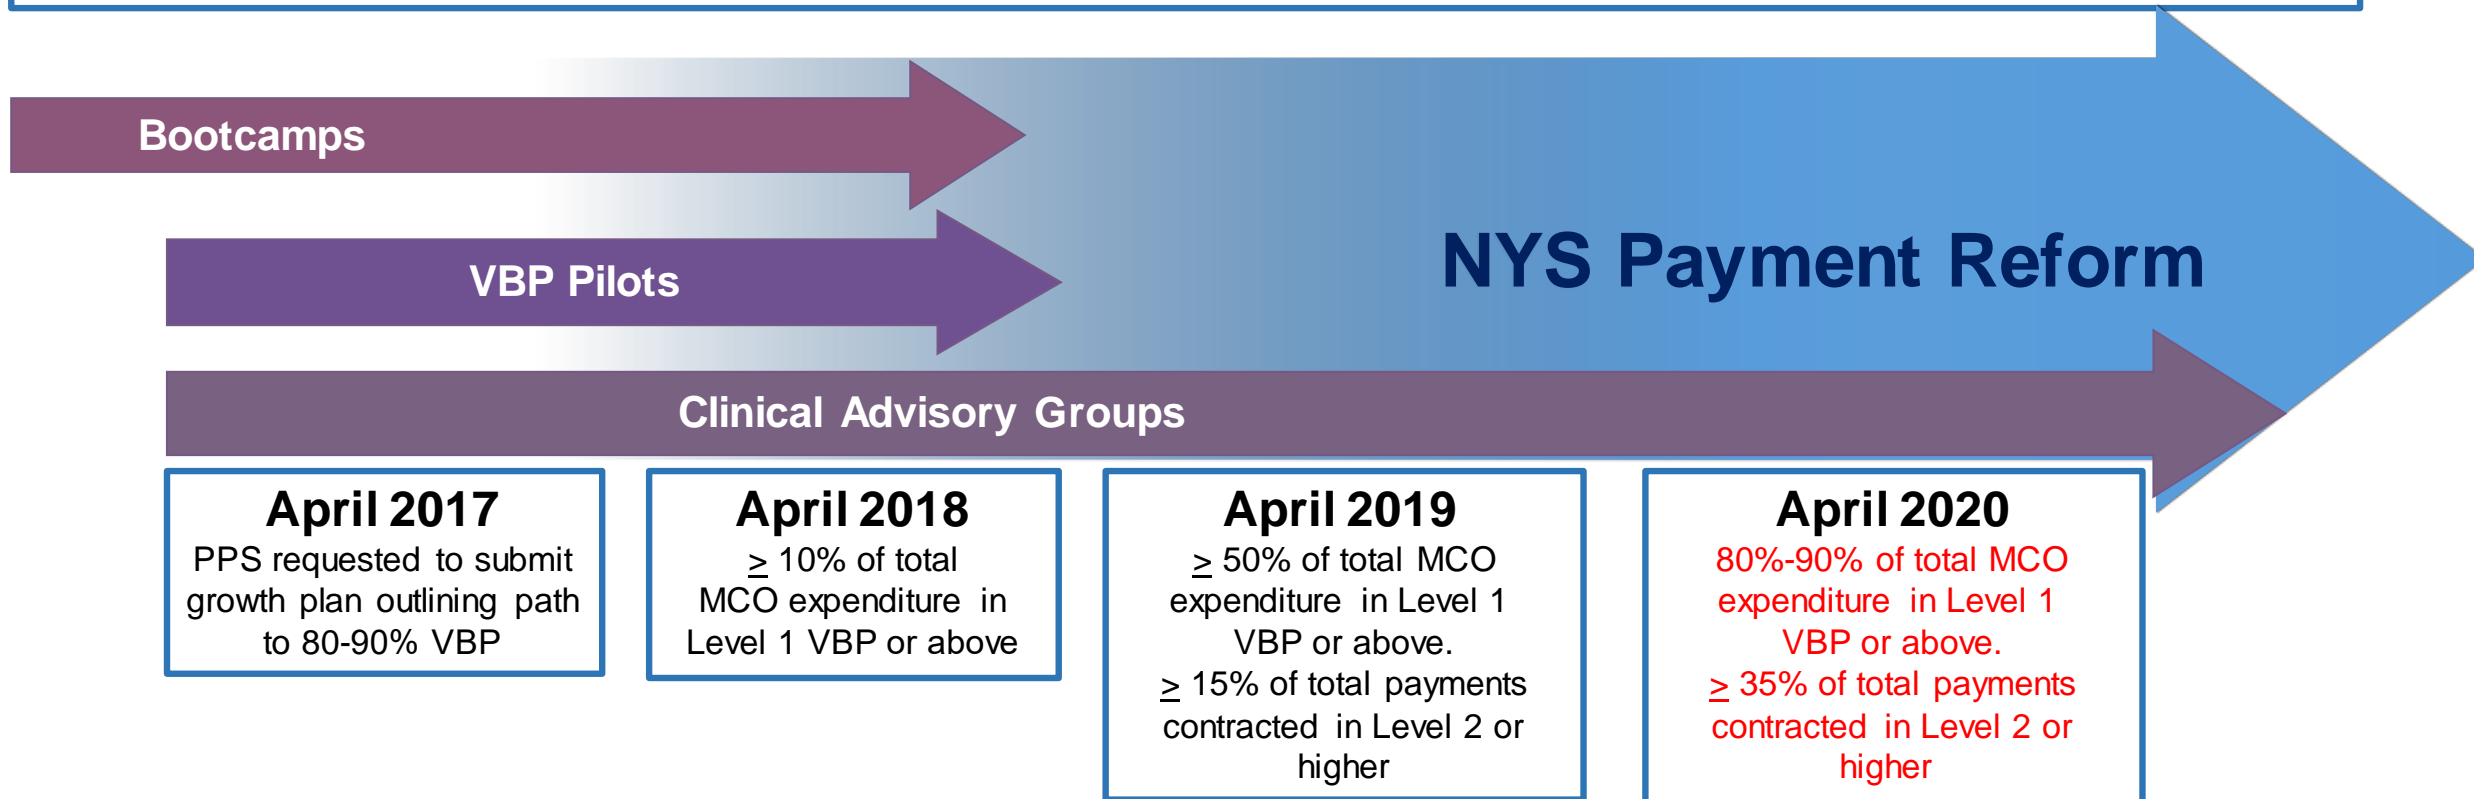 Bootcamps
VBP Pilots
NYS Payment Reform
Clinical Advisory Groups
April 2017
PPS requested to submit
growth plan outlining path
to 80-90% VBP
April 2018
≥ 10% of total
MCO expenditure in
Level 1 VBP or above
April 2019
≥ 50% of total MCO
expenditure in Level 1
VBP or above.
≥ 15% of total payments
contracted in Level 2 or
higher
April 2020
80%-90% of total MCO
expenditure in Level 1
VBP or above.
≥ 35% of total payments
contracted in Level 2 or
higher